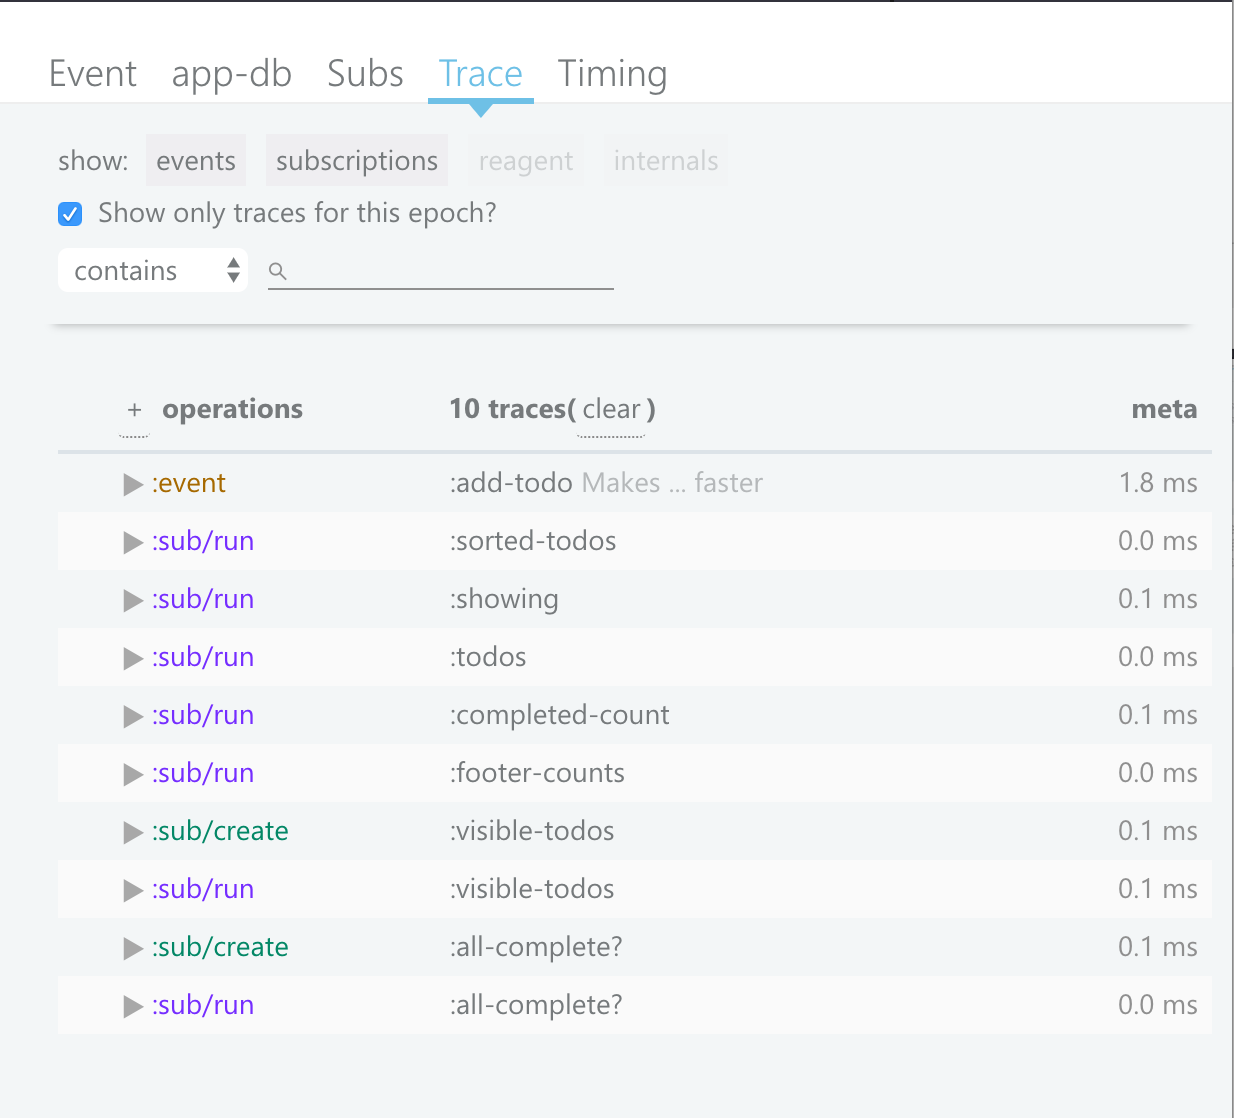 Event app-db Subs Trace Timing
show: events subscriptions reagent internals
Show only traces for this epoch?
contains
+ operations 10 traces( clear ) meta
:event :add-todo Makes ... faster 1.8 ms
:sub/run :sorted-todos 0.0 ms
:sub/run :showing 0.1 ms
:sub/run :todos 0.0 ms
:sub/run :completed-count 0.1 ms
:sub/run :footer-counts 0.0 ms
:sub/create :visible-todos 0.1 ms
:sub/run :visible-todos 0.1 ms
:sub/create :all-complete? 0.1 ms
:sub/run :all-complete? 0.0 ms